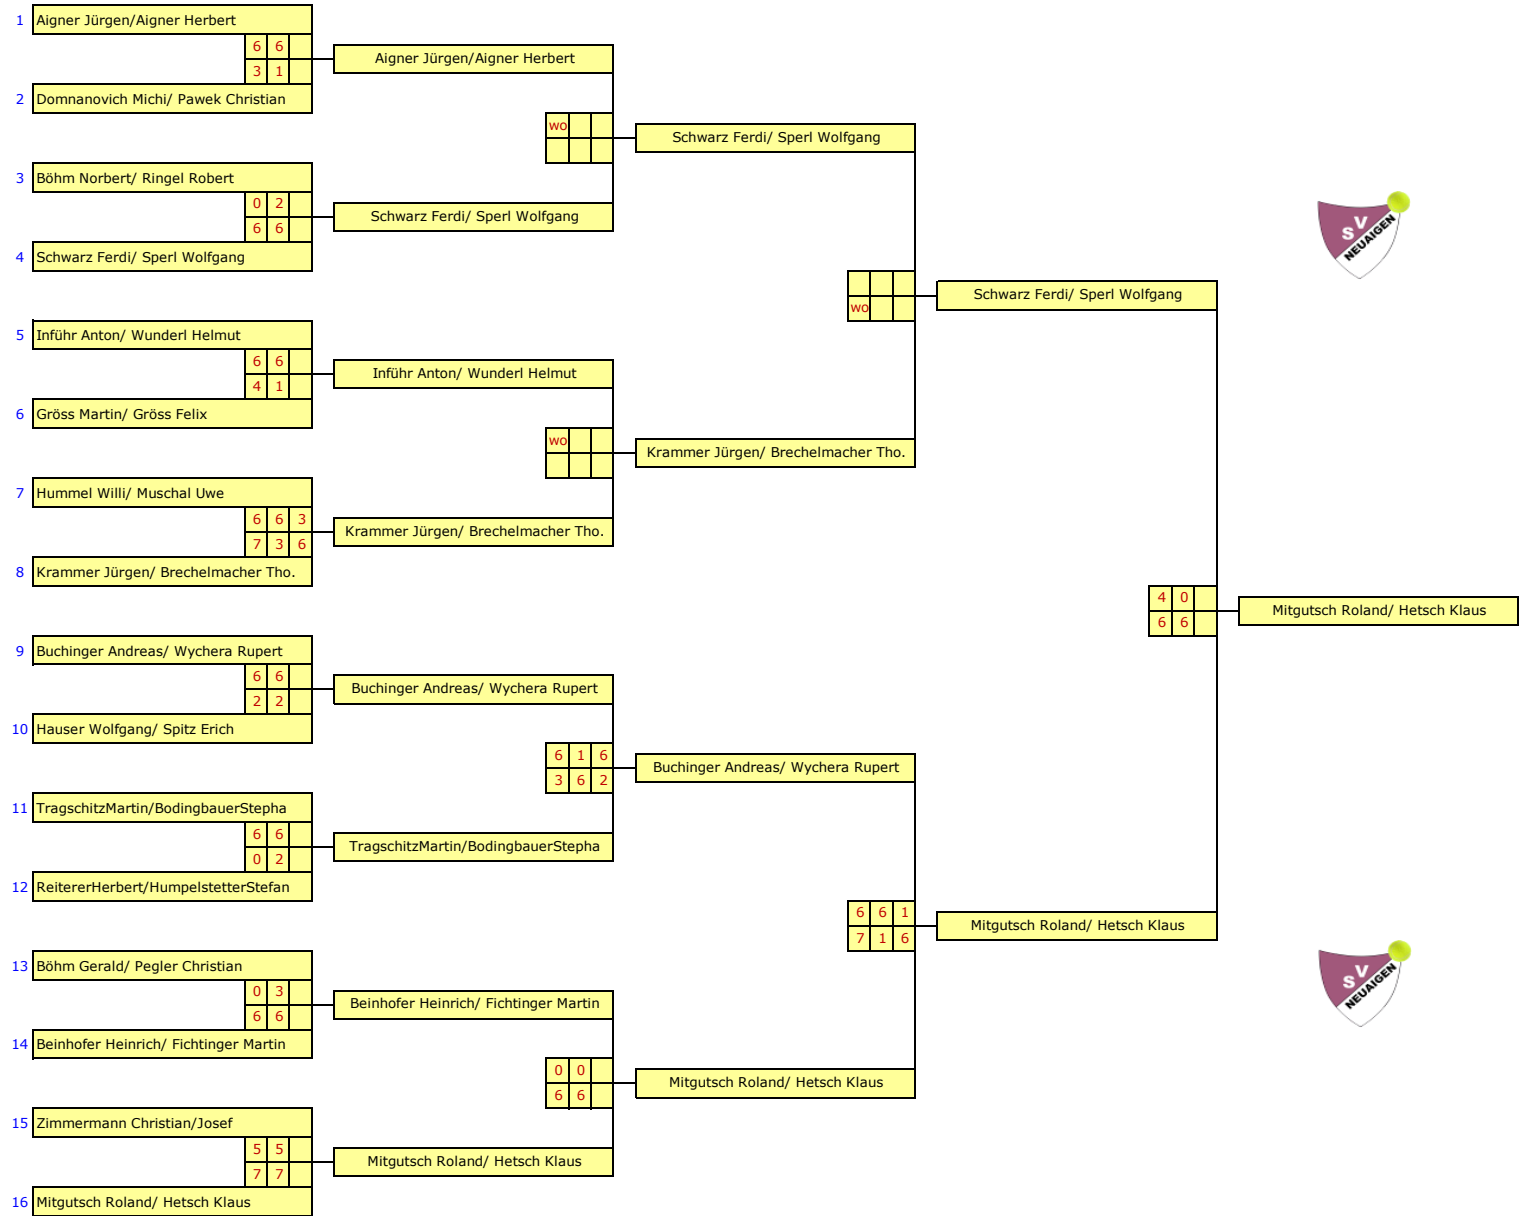 1 Aigner Jürgen/Aigner Herbert
6 6
3 1
2 Domnanovich Michi/ Pawek Christian
3 Böhm Norbert/ Ringel Robert
0 2
6 6
4 Schwarz Ferdi/ Sperl Wolfgang
5 Inführ Anton/ Wunderl Helmut
6 6
4 1
6 Gröss Martin/ Gröss Felix
7 Hummel Willi/ Muschal Uwe
6 6 3
7 3 6
8 Krammer Jürgen/ Brechelmacher Tho.
9 Buchinger Andreas/ Wychera Rupert
6 6
2 2
10 Hauser Wolfgang/ Spitz Erich
11 TragschitzMartin/BodingbauerStepha
6 6
0 2
12 ReitererHerbert/HumpelstetterStefan
13 Böhm Gerald/ Pegler Christian
0 3
6 6
14 Beinhofer Heinrich/ Fichtinger Martin
15 Zimmermann Christian/Josef
5 5
7 7
16 Mitgutsch Roland/ Hetsch Klaus
Aigner Jürgen/Aigner Herbert
wo
Schwarz Ferdi/ Sperl Wolfgang
Inführ Anton/ Wunderl Helmut
wo
Krammer Jürgen/ Brechelmacher Tho.
Buchinger Andreas/ Wychera Rupert
6 1 6
3 6 2
TragschitzMartin/BodingbauerStepha
Beinhofer Heinrich/ Fichtinger Martin
0 0
6 6
Mitgutsch Roland/ Hetsch Klaus
Schwarz Ferdi/ Sperl Wolfgang
wo
Krammer Jürgen/ Brechelmacher Tho.
Buchinger Andreas/ Wychera Rupert
6 6 1
7 1 6
Mitgutsch Roland/ Hetsch Klaus
Schwarz Ferdi/ Sperl Wolfgang
4 0
6 6
Mitgutsch Roland/ Hetsch Klaus
Mitgutsch Roland/ Hetsch Klaus
SV
NEUAIGEN
SV
NEUAIGEN